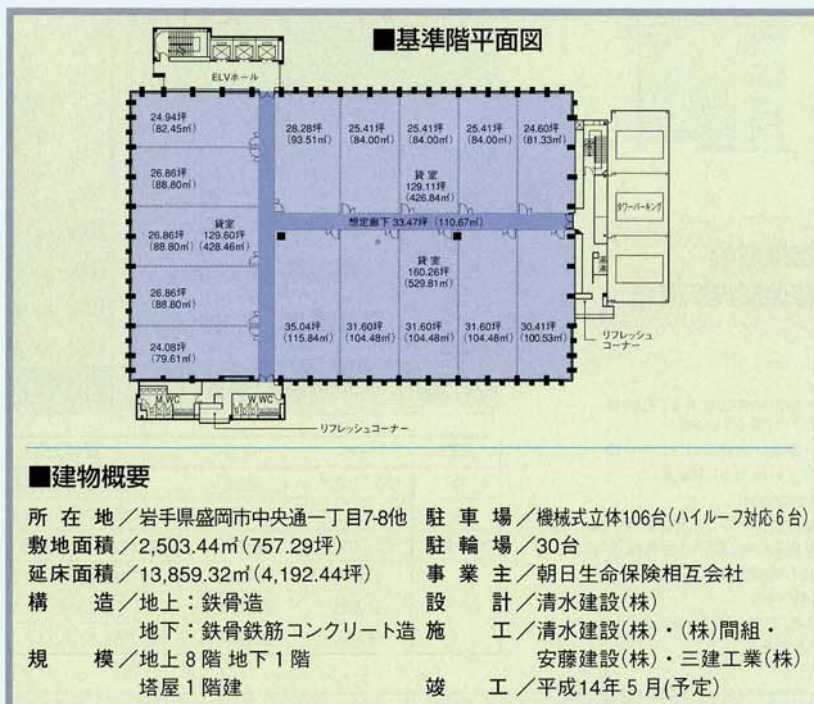 ■基準階平面図
ELVホール
24.94坪
(82.45㎡)
26.86坪
(88.80㎡)
26.86坪
(88.80㎡)
貸室
129.60坪
(428.46㎡)
26.86坪
(88.80㎡)
24.08坪
(79.61㎡)
28.28坪
(93.51㎡)
25.41坪
(84.00㎡)
25.41坪
(84.00㎡)
25.41坪
(84.00㎡)
24.60坪
(81.33㎡)
貸室
129.11坪
(426.84㎡)
想定廊下 33.47坪 (110.67㎡)
貸室
160.26坪
(529.81㎡)
35.04坪
(115.84㎡)
31.60坪
(104.48㎡)
31.60坪
(104.48㎡)
31.60坪
(104.48㎡)
30.41坪
(100.53㎡)
タワーパーキング
リフレッシュ
コーナー
M.WC
W.WC
リフレッシュコーナー
■建物概要
所在地/岩手県盛岡市中央通一丁目7-8他
敷地面積/2,503.44㎡(757.29坪)
延床面積/13,859.32㎡(4,192.44坪)
構造/地上:鉄骨造
地下:鉄骨鉄筋コンクリート造
規模/地上8階 地下1階
塔屋1階建
駐車場/機械式立体106台(ハイルーフ対応6台)
駐輪場/30台
事業主/朝日生命保険相互会社
設計/清水建設(株)
施工/清水建設(株)・(株)間組・
安藤建設(株)・三建工業(株)
竣工/平成14年5月(予定)